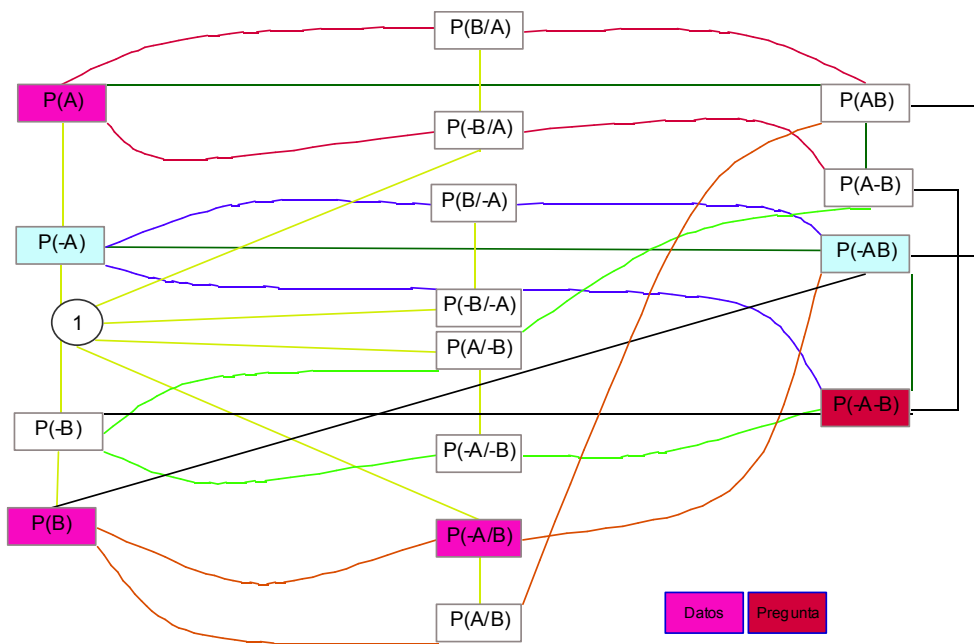 P(B/A)
P(A)
P(AB)
P(-B/A)
P(A-B)
P(B/-A)
P(-A)
P(-AB)
P(-B/-A)
1
P(A/-B)
P(-A-B)
P(-B)
P(-A/-B)
P(B)
P(-A/B)
P(A/B)
Datos
Pregunta